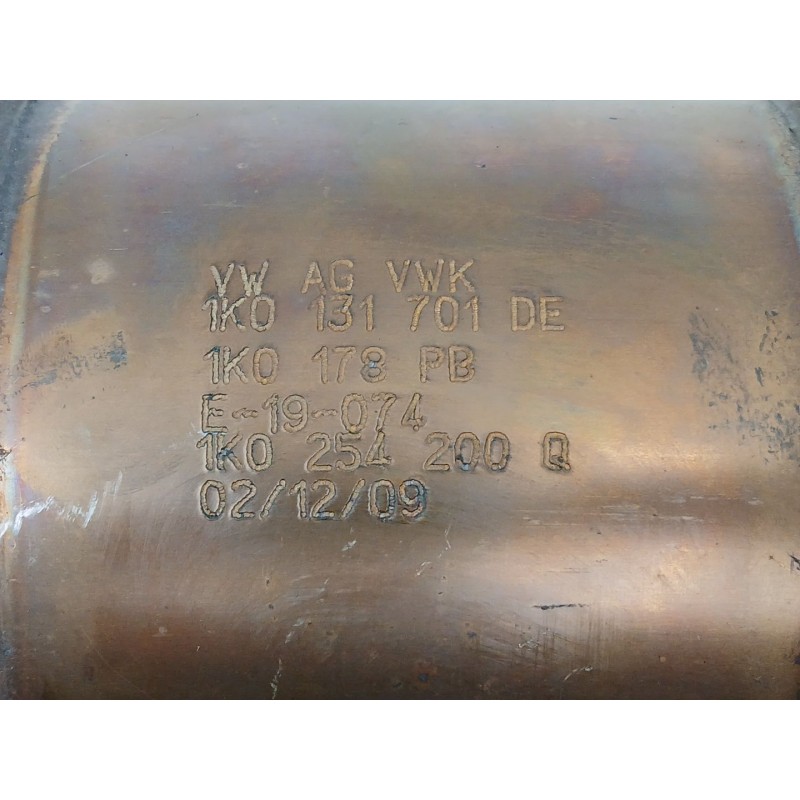 VW AG VWK
1K0 131 701 DE
1K0 178 PB
E-19-074
1K0 254 200 Q
02/12/09